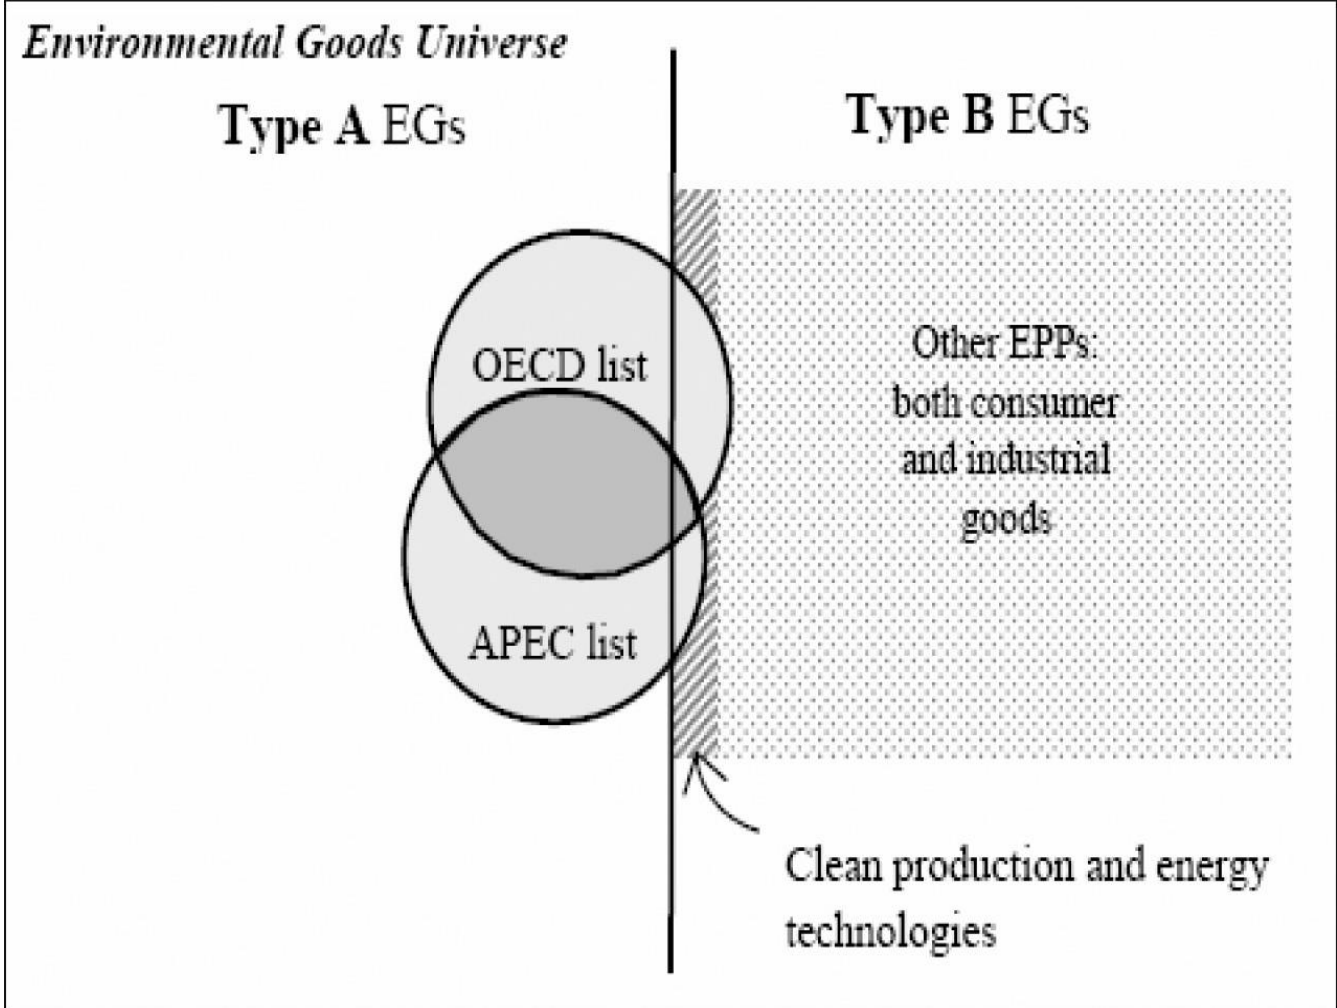 Environmental Goods Universe
Type A EGs
Type B EGs
OECD list
APEC list
Other EPPs:
both consumer
and industrial
goods
Clean production and energy
technologies